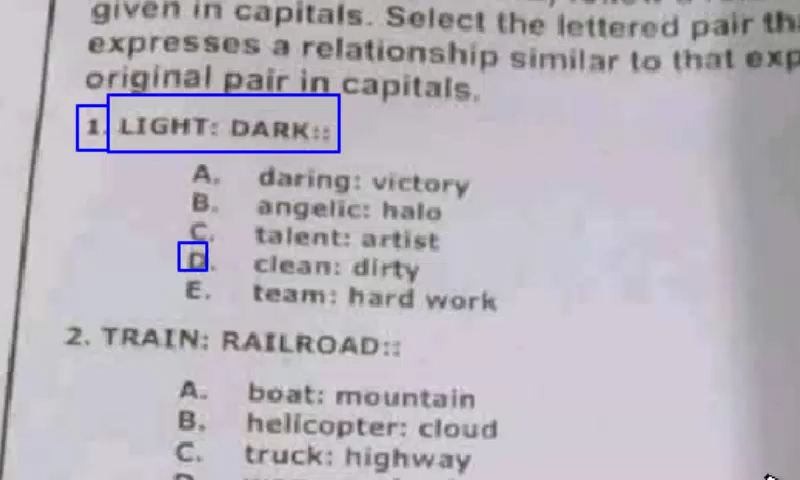 given in capitals. Select the lettered pair
expresses a relationship similar to that
original pair in capitals.
1. LIGHT: DARK::
A. daring: victory
B. angelic: halo
C. talent: artist
D. clean: dirty
E. team: hard work
2. TRAIN: RAILROAD::
A. boat: mountain
B. helicopter: cloud
C. truck: highway